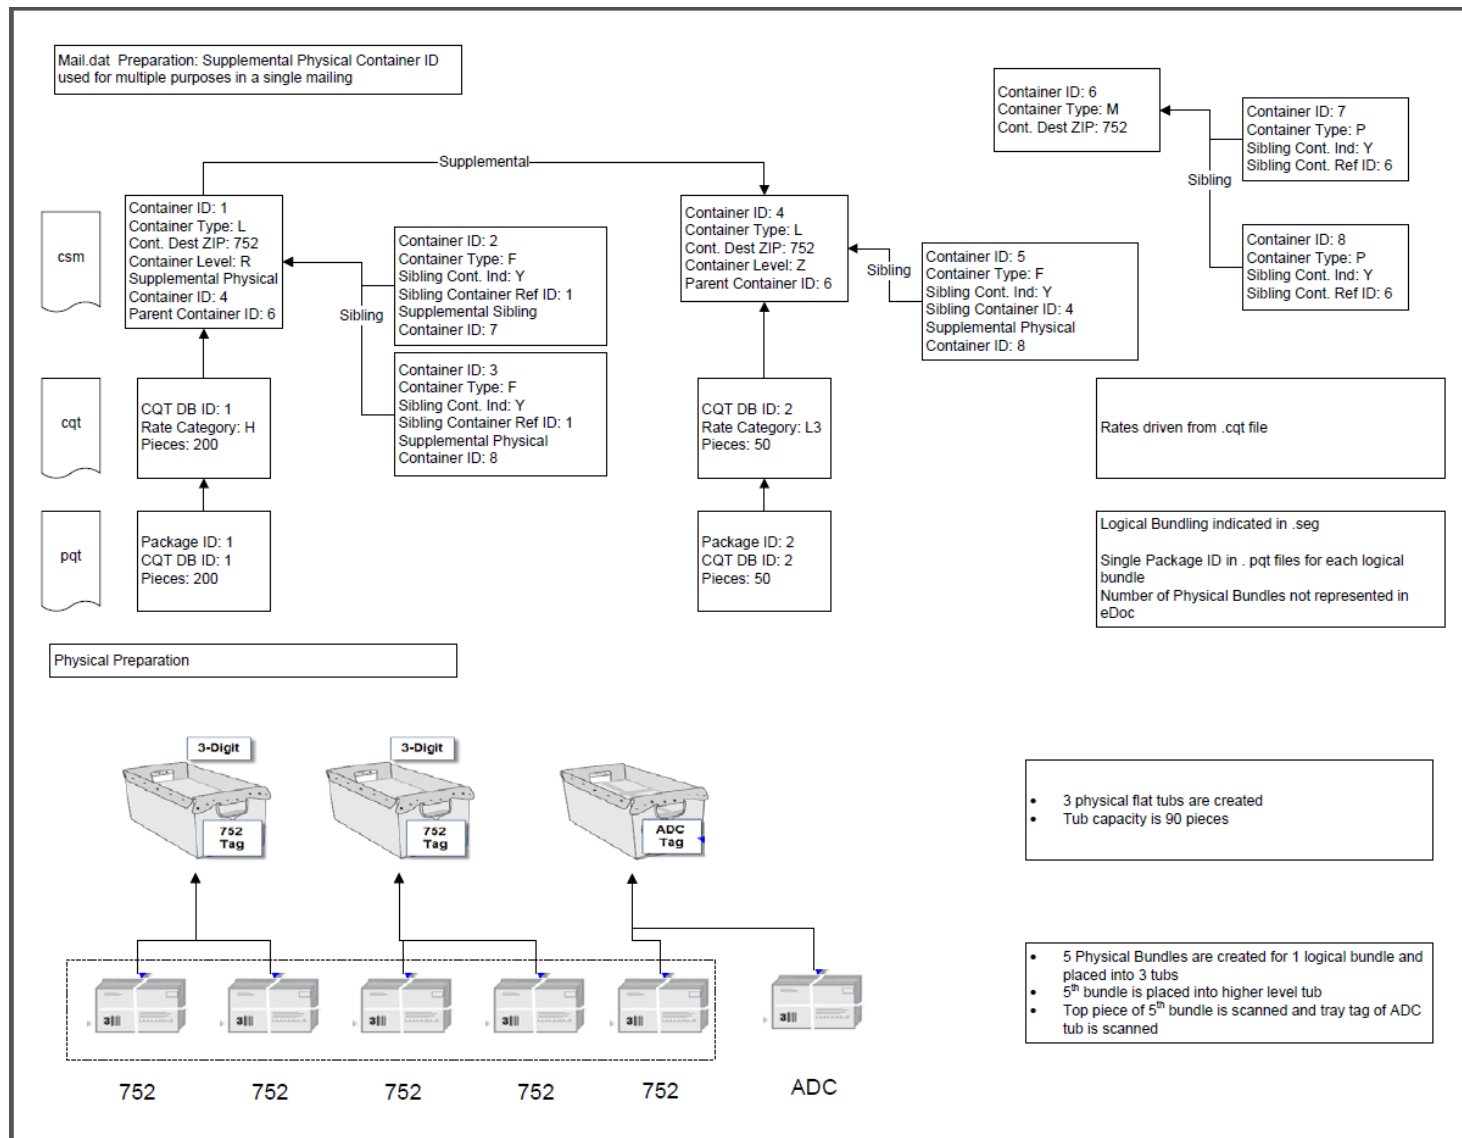 Mail.dat  Preparation: Supplemental Physical Container ID
used for multiple purposes in a single mailing
Container ID: 6
Container Type: M
Cont. Dest ZIP: 752
Container ID: 7
Container Type: P
Sibling Cont. Ind: Y
Sibling Cont. Ref ID: 6
Sibling
Container ID: 8
Container Type: P
Sibling Cont. Ind: Y
Sibling Cont. Ref ID: 6
Supplemental
csm
Container ID: 1
Container Type: L
Cont. Dest ZIP: 752
Container Level: R
Supplemental Physical
Container ID: 4
Parent Container ID: 6
Sibling
Container ID: 2
Container Type: F
Sibling Cont. Ind: Y
Sibling Container Ref ID: 1
Supplemental Sibling
Container ID: 7
Container ID: 3
Container Type: F
Sibling Cont. Ind: Y
Sibling Container Ref ID: 1
Supplemental Physical
Container ID: 8
Container ID: 4
Container Type: L
Cont. Dest ZIP: 752
Container Level: Z
Parent Container ID: 6
Sibling
Container ID: 5
Container Type: F
Sibling Cont. Ind: Y
Sibling Container ID: 4
Supplemental Physical
Container ID: 8
cqt
CQT DB ID: 1
Rate Category: H
Pieces: 200
CQT DB ID: 2
Rate Category: L3
Pieces: 50
Rates driven from .cqt file
pqt
Package ID: 1
CQT DB ID: 1
Pieces: 200
Package ID: 2
CQT DB ID: 2
Pieces: 50
Logical Bundling indicated in .seg
Single Package ID in . pqt files for each logical
bundle
Number of Physical Bundles not represented in
eDoc
Physical Preparation
3-Digit
752
Tag
3-Digit
752
Tag
ADC
Tag
• 3 physical flat tubs are created
• Tub capacity is 90 pieces
3
3
3
3
3
3
• 5 Physical Bundles are created for 1 logical bundle and
placed into 3 tubs
• 5th bundle is placed into higher level tub
• Top piece of 5th bundle is scanned and tray tag of ADC
tub is scanned
752
752
752
752
752
ADC